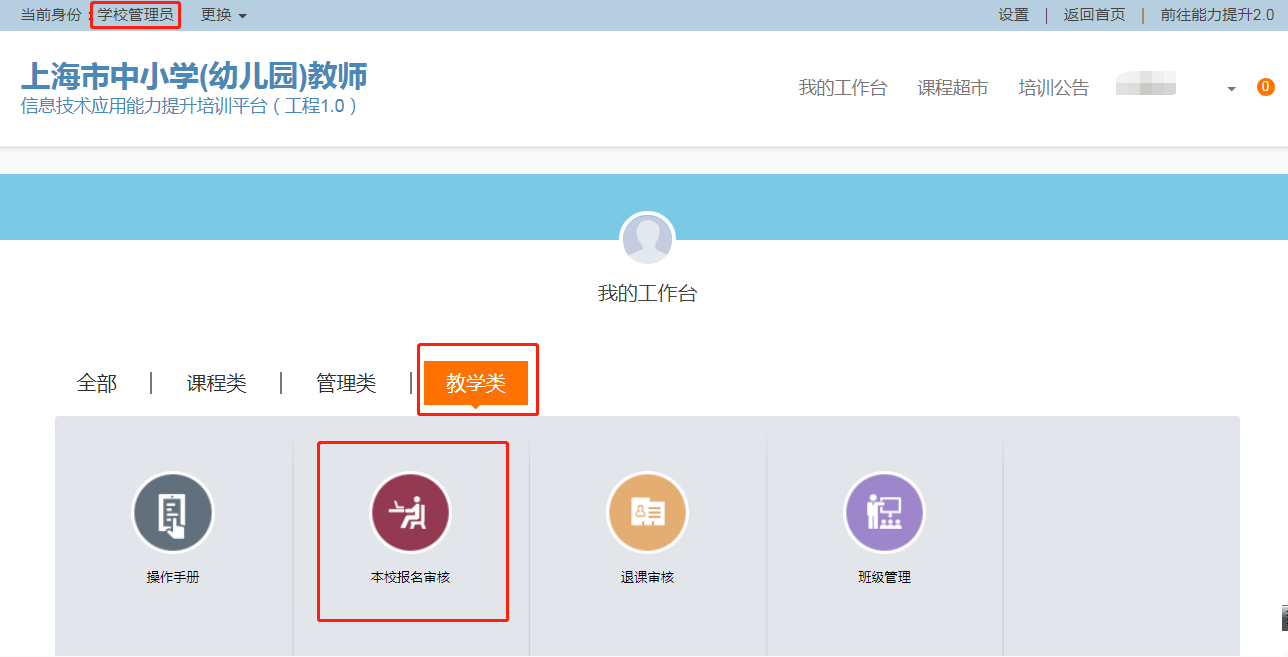 当前身份：学校管理员 更换 设置 | 返回首页 | 前往能力提升2.0
上海市中小学(幼儿园)教师
信息技术应用能力提升培训平台（工程1.0）
我的工作台 课程超市 培训公告 0
我的工作台
全部 | 课程类 | 管理类 | 教学类
操作手册 本校报名审核 退课审核 班级管理